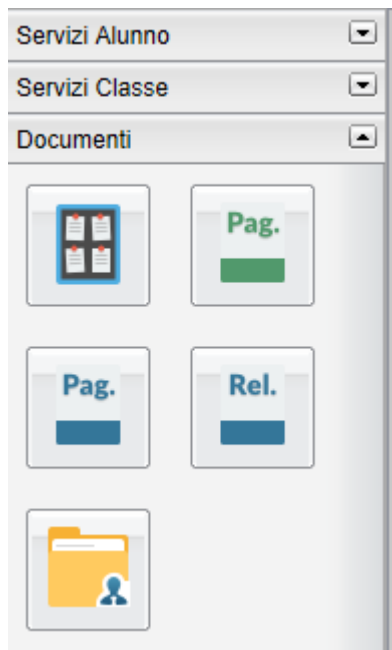 Servizi Alunno
Servizi Classe
Documenti
Pag.
Pag.
Rel.